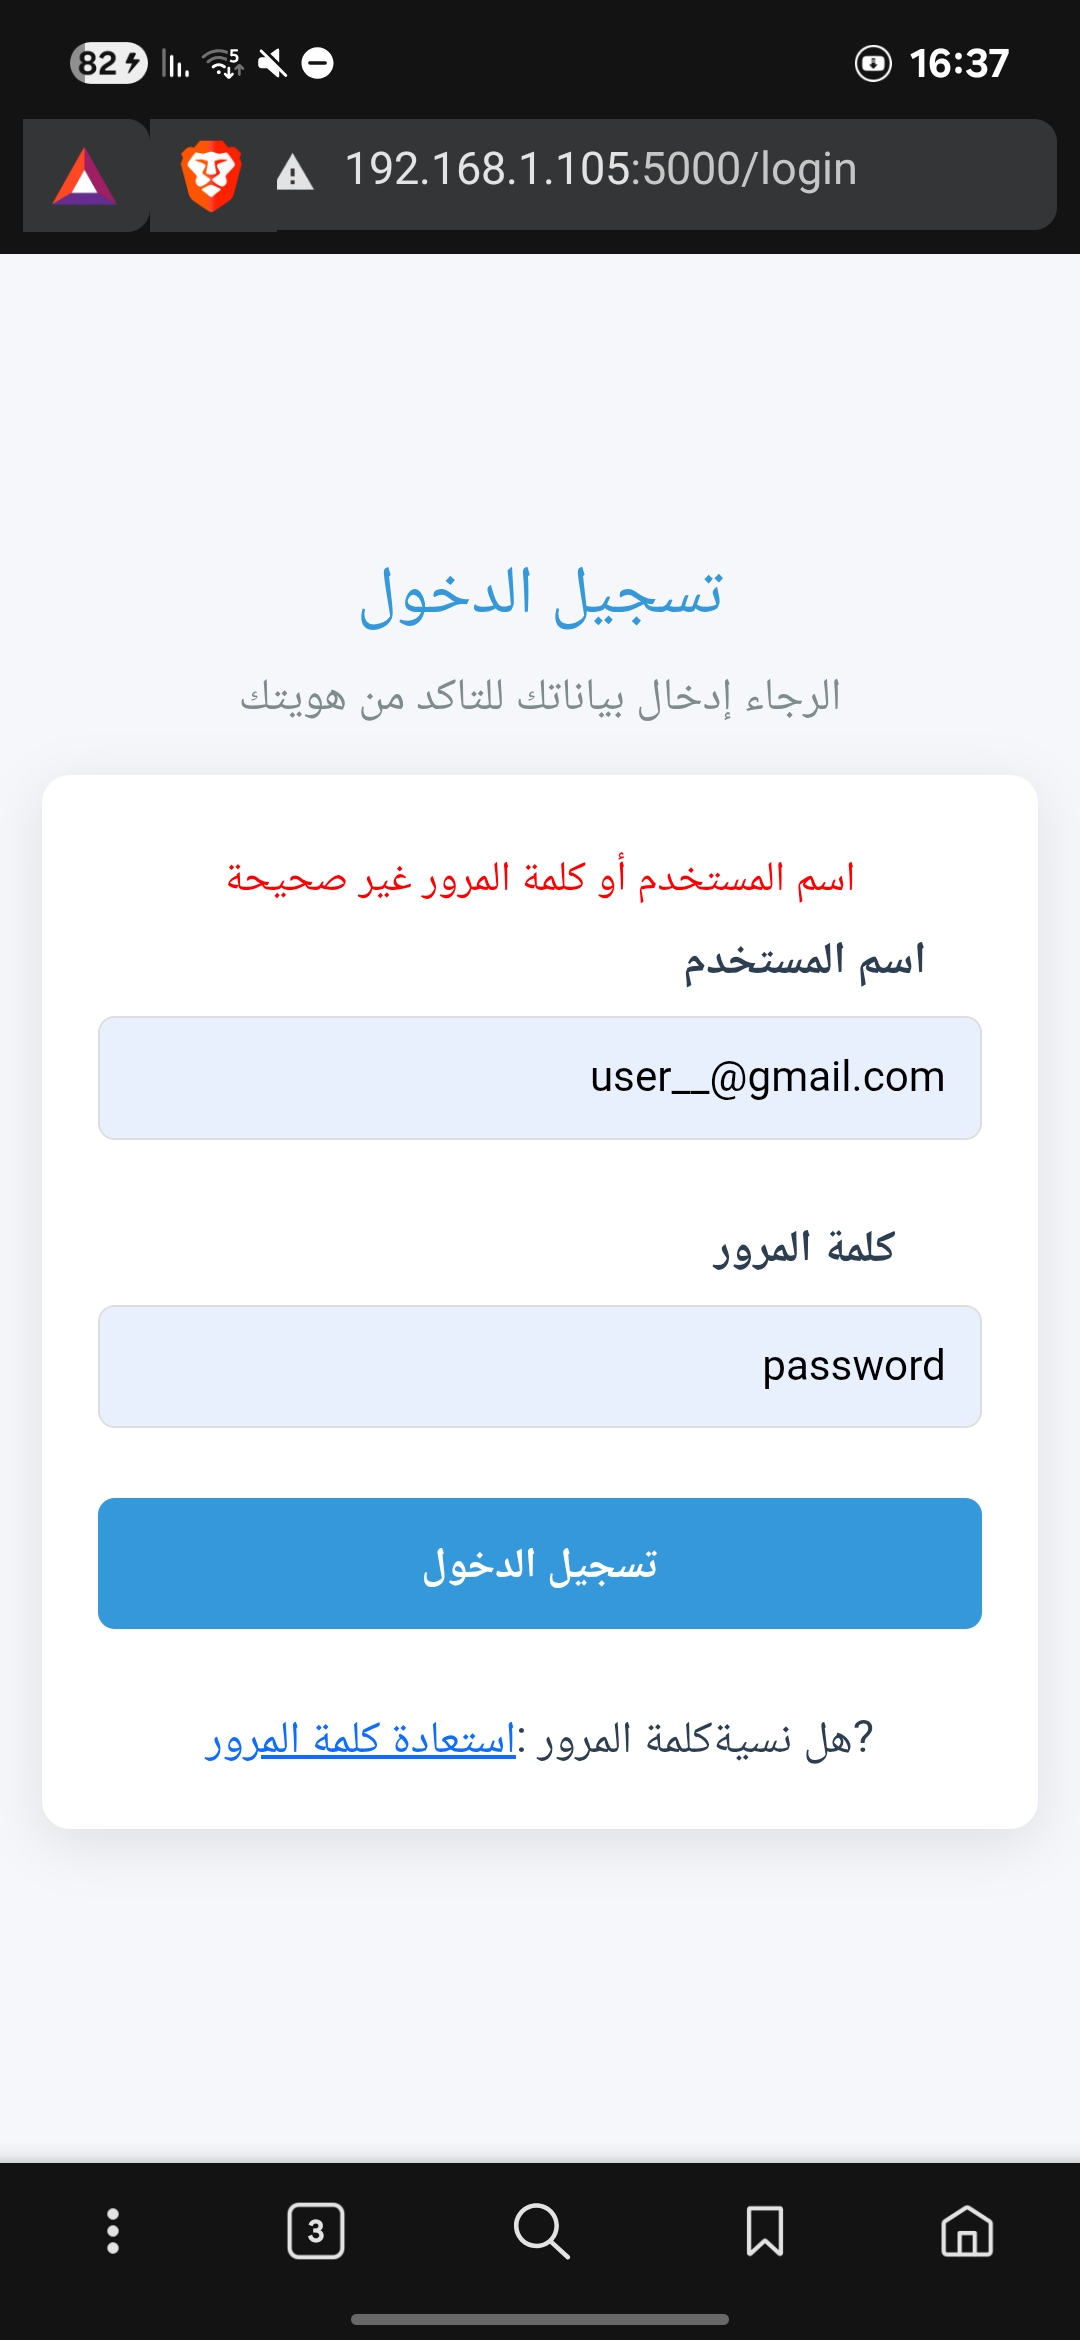 82
5
16:37
192.168.1.105:5000/login
تسجيل الدخول
الرجاء إدخال بياناتك للتاكد من هويتك
اسم المستخدم أو كلمة المرور غير صحيحة
اسم المستخدم
user__@gmail.com
كلمة المرور
password
تسجيل الدخول
?هل نسيةكلمة المرور :استعادة كلمة المرور
3